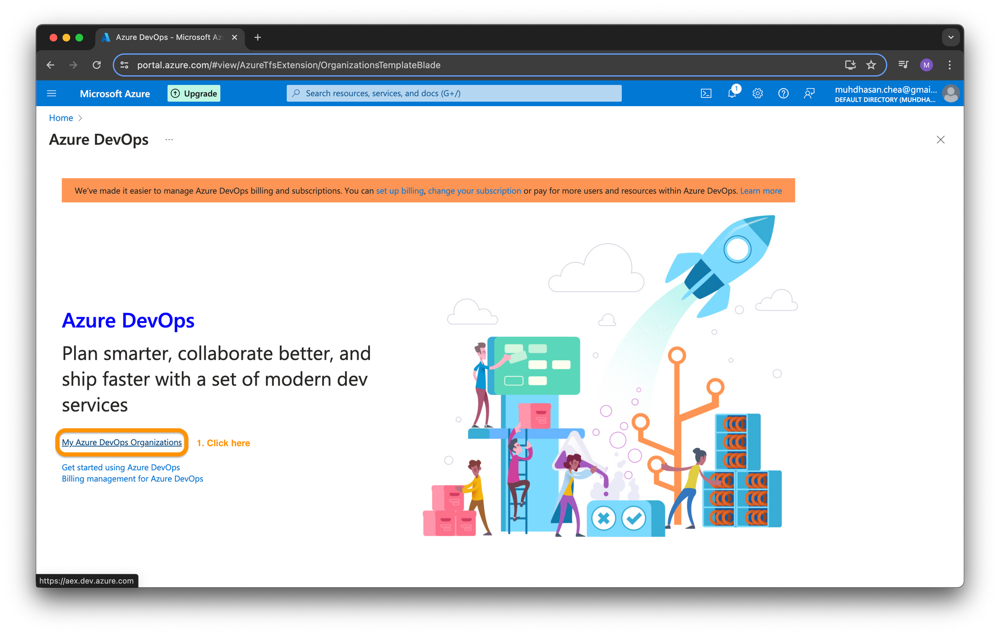 Azure DevOps - Microsoft Az
portal.azure.com/#view/AzureTfsExtension/OrganizationsTemplateBlade
M
Microsoft Azure
Upgrade
Search resources, services, and docs (G+/)
1
muhdhasan.chea@gmai...
DEFAULT DIRECTORY (MUHDHA...
Home
Azure DevOps
We've made it easier to manage Azure DevOps billing and subscriptions. You can set up billing, change your subscription or pay for more users and resources within Azure DevOps. Learn more
Azure DevOps
Plan smarter, collaborate better, and
ship faster with a set of modern dev
services
My Azure DevOps Organizations
1. Click here
Get started using Azure DevOps
Billing management for Azure DevOps
https://aex.dev.azure.com